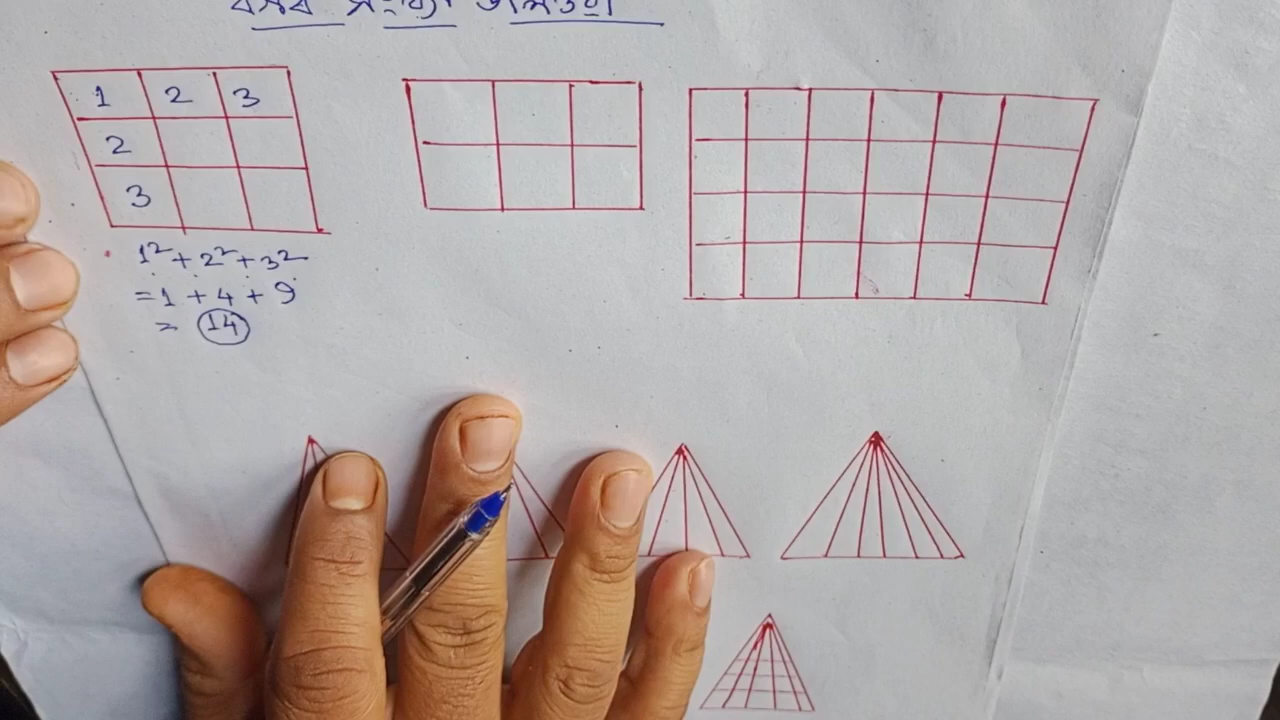 সংখ্যা
1 2 3
2
3
1² + 2² + 3²
= 1 + 4 + 9
= 14